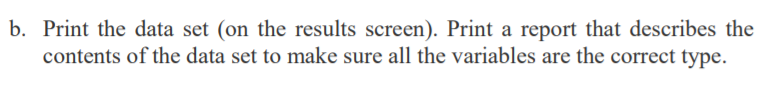 b. Print the data set (on the results screen). Print a report that describes the
contents of the data set to make sure all the variables are the correct type.